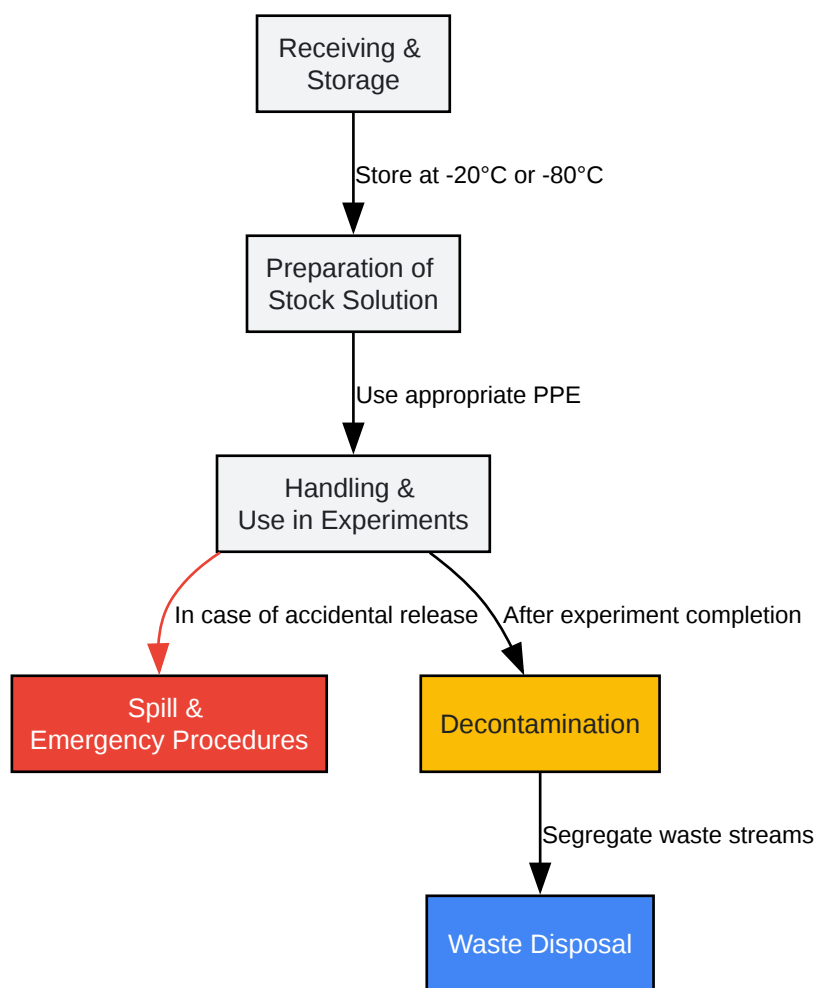 Receiving &
Storage
Store at -20°C or -80°C
Preparation of
Stock Solution
Use appropriate PPE
Handling &
Use in Experiments
In case of accidental release
After experiment completion
Spill &
Emergency Procedures
Decontamination
Segregate waste streams
Waste Disposal